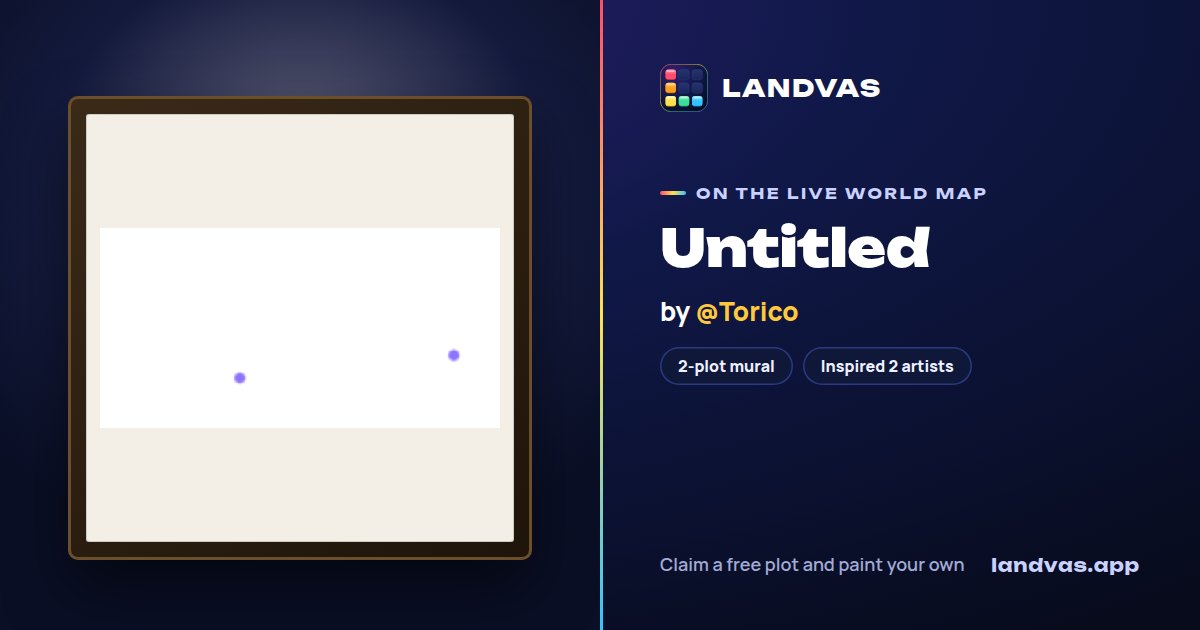 LANDVAS
ON THE LIVE WORLD MAP
Untitled
by @Torico
2-plot mural
Inspired 2 artists
Claim a free plot and paint your own
landvas.app